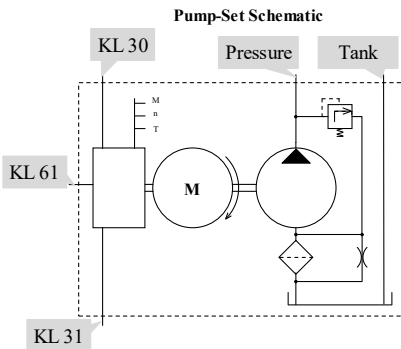 Pump-Set Schematic
KL 30
Pressure
Tank
M
n
T
KL 61
M
KL 31